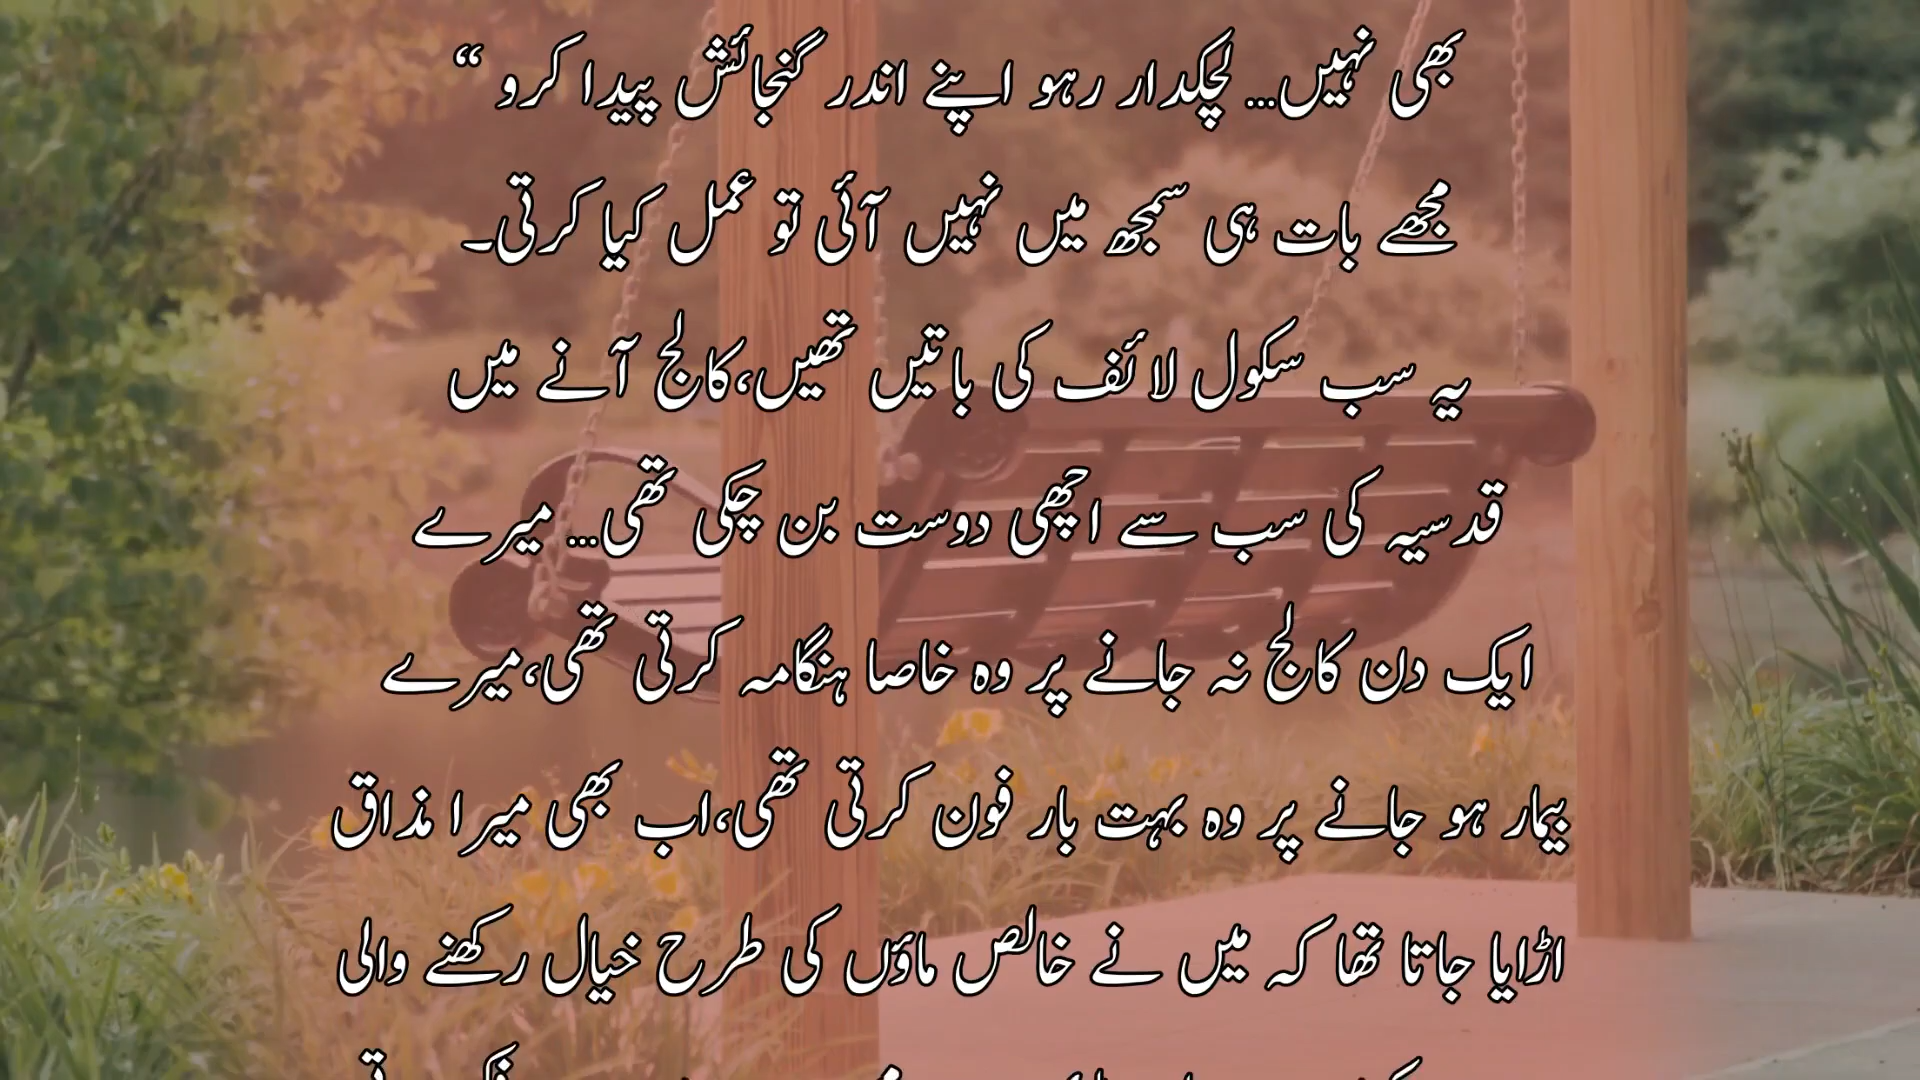 بھی نہیں... لچکدار رہو اپنے اندر گنجائش پیدا کرو “
مجھے بات ہی سمجھ میں نہیں آئی تو عمل کیا کرتی۔
یہ سب سکول لائف کی باتیں تھیں،کالج آنے میں
قدسیہ کی سب سے اچھی دوست بن چکی تھی... میرے
ایک دن کالج نہ جانے پر وہ خاصا ہنگامہ کرتی تھی،میرے
بیمار ہو جانے پر وہ بہت بار فون کرتی تھی،اب بھی میرا مذاق
اڑایا جاتا تھا کہ میں نے خالص ماؤں کی طرح خیال رکھنے والی